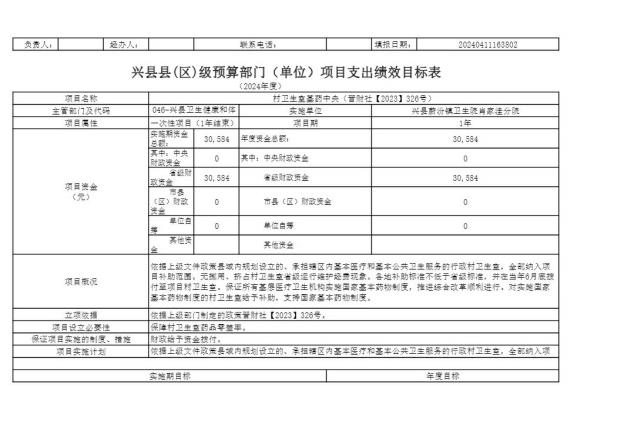 负责人： 经办人： 联系电话： 填报日期： 20240411163802
兴县县(区)级预算部门（单位）项目支出绩效目标表
（2024年度）
项目名称 村卫生室基药中央（晋财社【2023】326号）
主管部门及代码 046-兴县卫生健康和体 实施单位 兴县蔚汾镇卫生院肖家洼分院
项目属性 一次性项目（1年结束） 项目期 1年
项目资金（元）
实施期资金总额： 30,584 年度资金总额： 30,584
其中：中央财政资金 0 其中：中央财政资金 0
省级财政资金 30,584 省级财政资金 30,584
市县（区）财政资金 0 市县（区）财政资金 0
单位自筹 0 单位自筹 0
其他资金 其他资金
项目概况
依据上级文件政策县域内规划设立的、承担辖区内基本医疗和基本公共卫生服务的行政村卫生室，全部纳入项
目补助范围，无挪用、挤占村卫生室省级运行维护经费现象。各地补助标准不低于省级标准，并在当年6月底拨
付至项目村卫生室。保证所有基层医疗卫生机构实施国家基本药物制度，推进综合改革顺利进行，对实施国家
基本药物制度的村卫生室给予补助，支持国家基本药物制度。
立项依据 依据上级部门制定的政策晋财社【2023】326号。
项目设立必要性 保障村卫生室药品零差率。
保证项目实施的制度、措施 财政给予资金拨付。
项目实施计划 依据上级文件政策县域内规划设立的、承担辖区内基本医疗和基本公共卫生服务的行政村卫生室，全部纳入项
实施期目标 年度目标